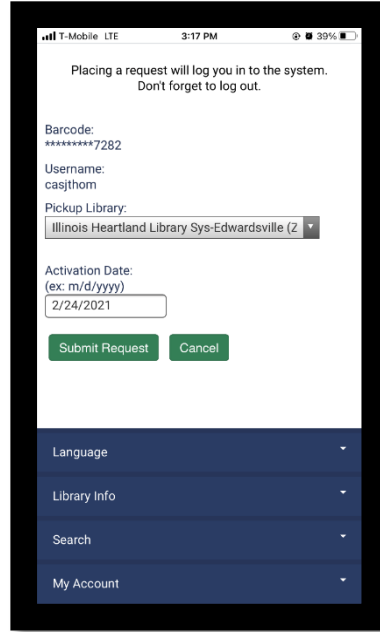 T-Mobile LTE 3:17 PM 39%
Placing a request will log you in to the system.
Don't forget to log out.
Barcode:
*********7282
Username:
casjthom
Pickup Library:
Illinois Heartland Library Sys-Edwardsville (Z
Activation Date:
(ex: m/d/yyyy)
2/24/2021
Submit Request Cancel
Language
Library Info
Search
My Account